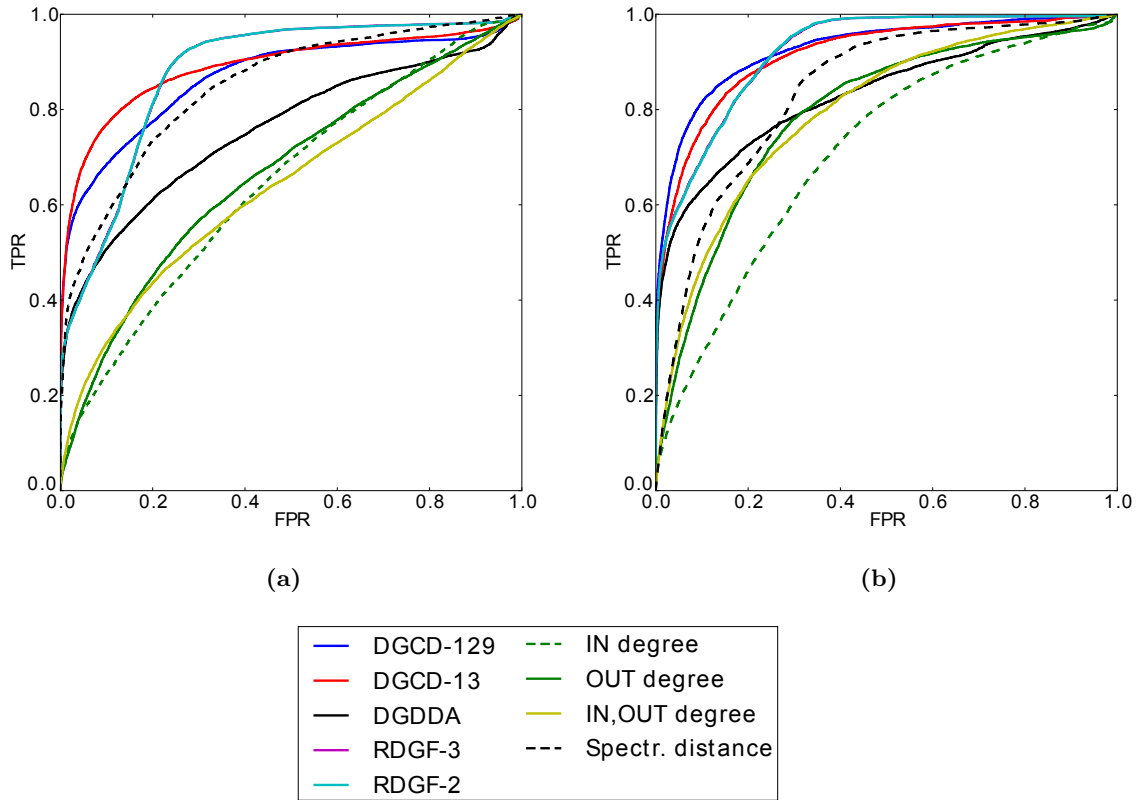 1.0
0.8
0.6
0.4
0.2
0.0
TPR
0.0 0.2 0.4 0.6 0.8 1.0
FPR
(a)
1.0
0.8
0.6
0.4
0.2
0.0
TPR
0.0 0.2 0.4 0.6 0.8 1.0
FPR
(b)
DGCD-129
DGCD-13
DGDDA
RDGF-3
RDGF-2
IN degree
OUT degree
IN,OUT degree
Spectr. distance